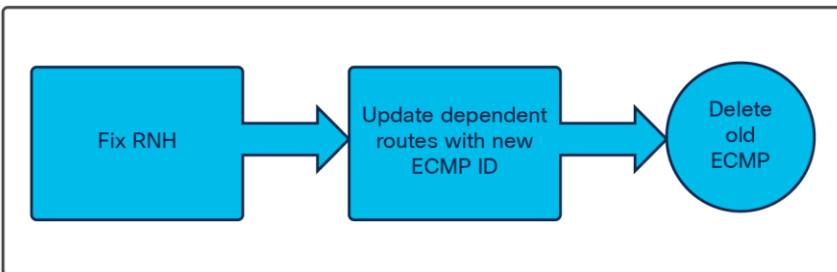 Fix RNH
Update dependent
routes with new
ECMP ID
Delete
old
ECMP